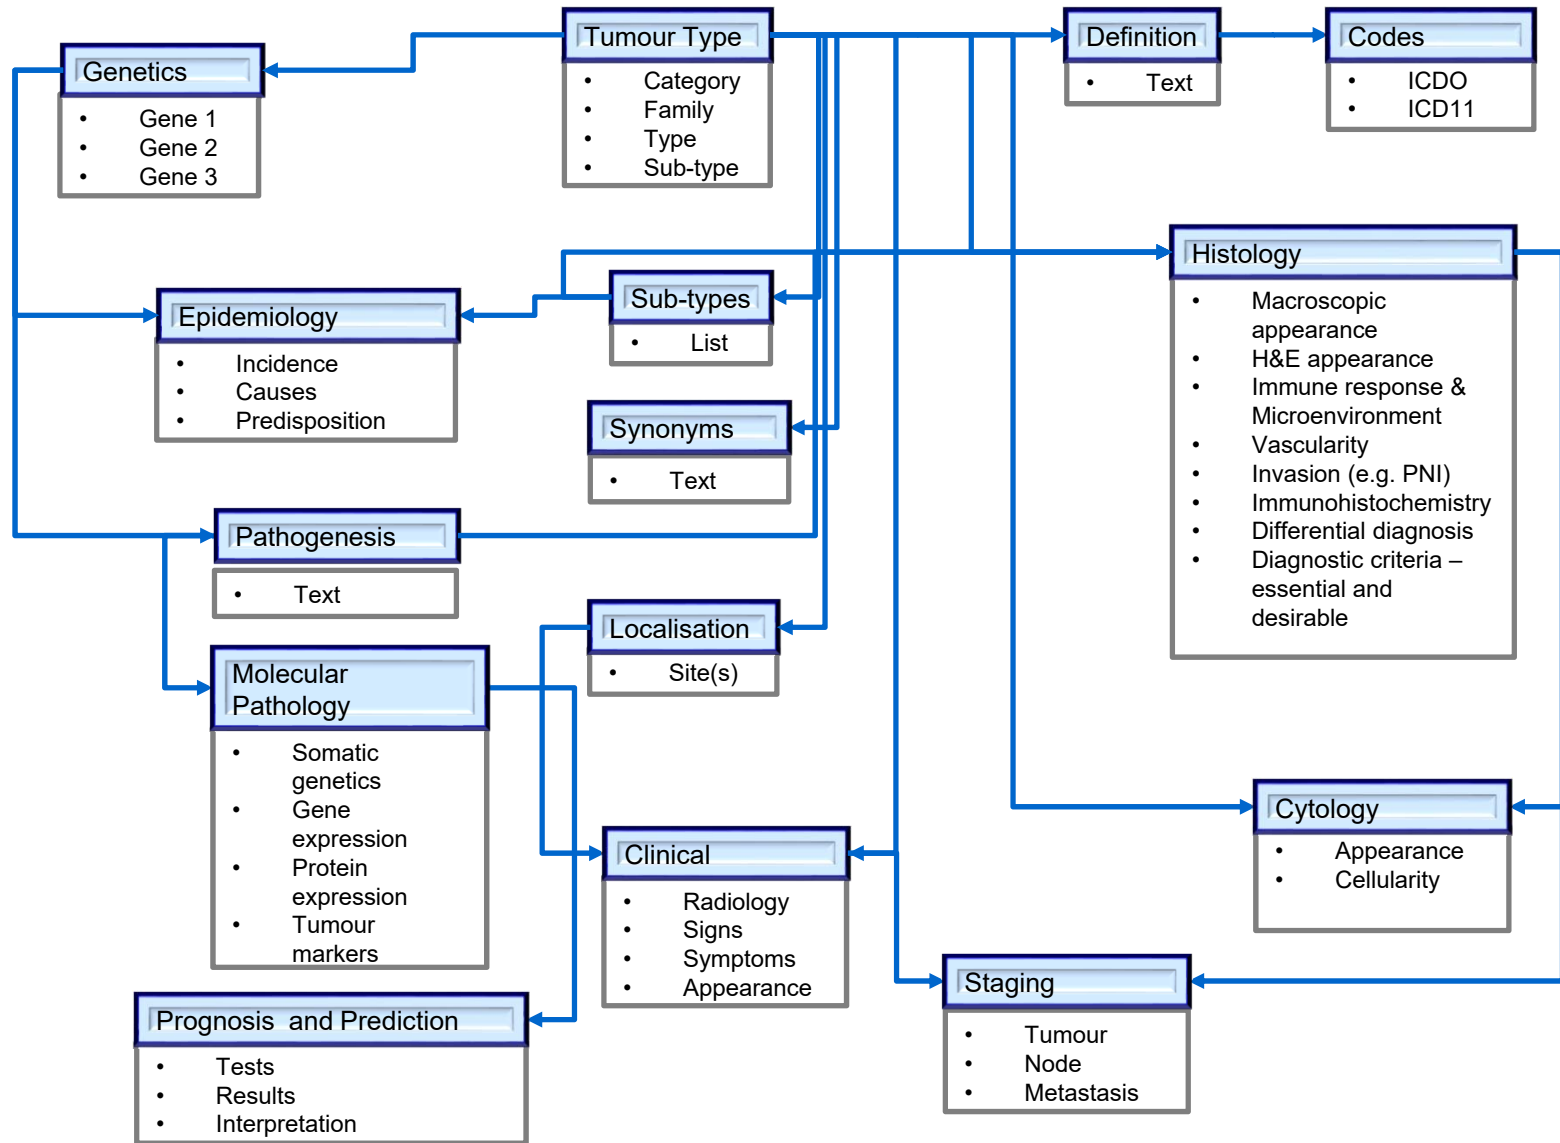 Tumour Type
• Category
• Family
• Type
• Sub-type
Definition
• Text
Codes
• ICDO
• ICD11
Genetics
• Gene 1
• Gene 2
• Gene 3
Histology
• Macroscopic
appearance
• H&E appearance
• Immune response &
Microenvironment
• Vascularity
• Invasion (e.g. PNI)
• Immunohistochemistry
• Differential diagnosis
• Diagnostic criteria –
essential and
desirable
Sub-types
• List
Epidemiology
• Incidence
• Causes
• Predisposition
Synonyms
• Text
Pathogenesis
• Text
Localisation
• Site(s)
Molecular
Pathology
• Somatic
genetics
• Gene
expression
• Protein
expression
• Tumour
markers
Cytology
• Appearance
• Cellularity
Clinical
• Radiology
• Signs
• Symptoms
• Appearance
Staging
• Tumour
• Node
• Metastasis
Prognosis and Prediction
• Tests
• Results
• Interpretation